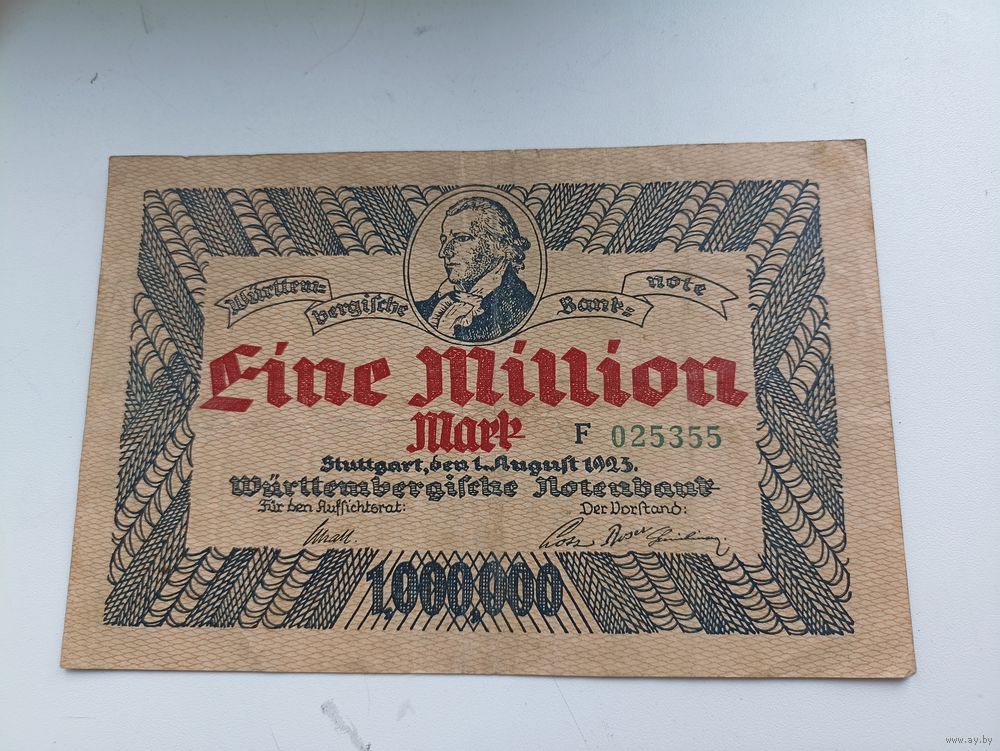 Württem-
bergische
Bank-
note
Eine Million
Mark
F 025355
Stuttgart, den 1. August 1923.
Württembergische Notenbank
Für den Aufsichtsrat:
Der Vorstand:
1,000,000
www.ay.by